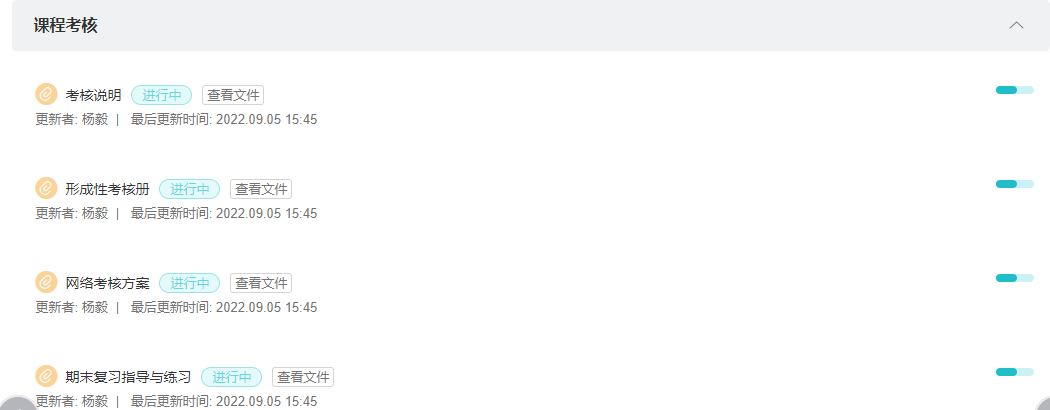 课程考核
考核说明 进行中 查看文件
更新者: 杨毅 | 最后更新时间: 2022.09.05 15:45
形成性考核册 进行中 查看文件
更新者: 杨毅 | 最后更新时间: 2022.09.05 15:45
网络考核方案 进行中 查看文件
更新者: 杨毅 | 最后更新时间: 2022.09.05 15:45
期末复习指导与练习 进行中 查看文件
更新者: 杨毅 | 最后更新时间: 2022.09.05 15:45